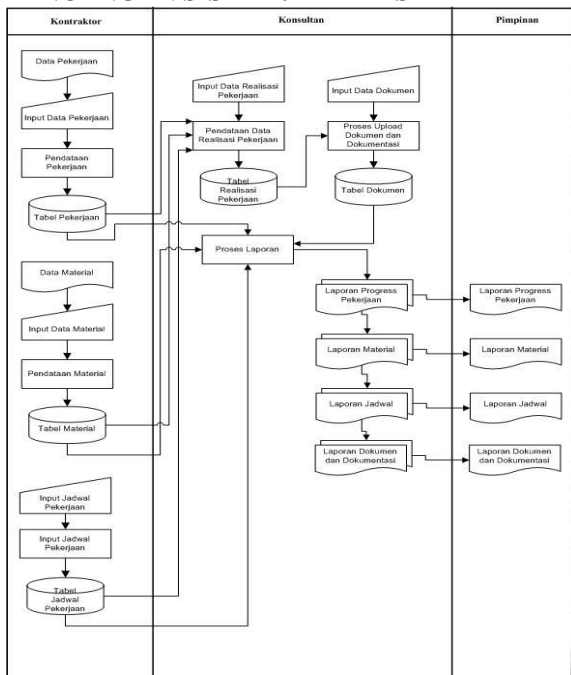 Kontraktor
Konsultan
Pimpinan
Data Pekerjaan
Input Data Pekerjaan
Pendataan
Pekerjaan
Tabel Pekerjaan
Data Material
Input Data Material
Pendataan Material
Tabel Material
Input Jadwal
Pekerjaan
Input Jadwal
Pekerjaan
Tabel
Jadwal
Pekerjaan
Input Data Realisasi
Pekerjaan
Pendataan Data
Realisasi Pekerjaan
Tabel
Realisasi
Pekerjaan
Input Data Dokumen
Proses Upload
Dokumen dan
Dokumentasi
Tabel Dokumen
Proses Laporan
Laporan Progress
Pekerjaan
Laporan Material
Laporan Jadwal
Laporan Dokumen
dan Dokumentasi
Laporan Progress
Pekerjaan
Laporan Material
Laporan Jadwal
Laporan Dokumen
dan Dokumentasi